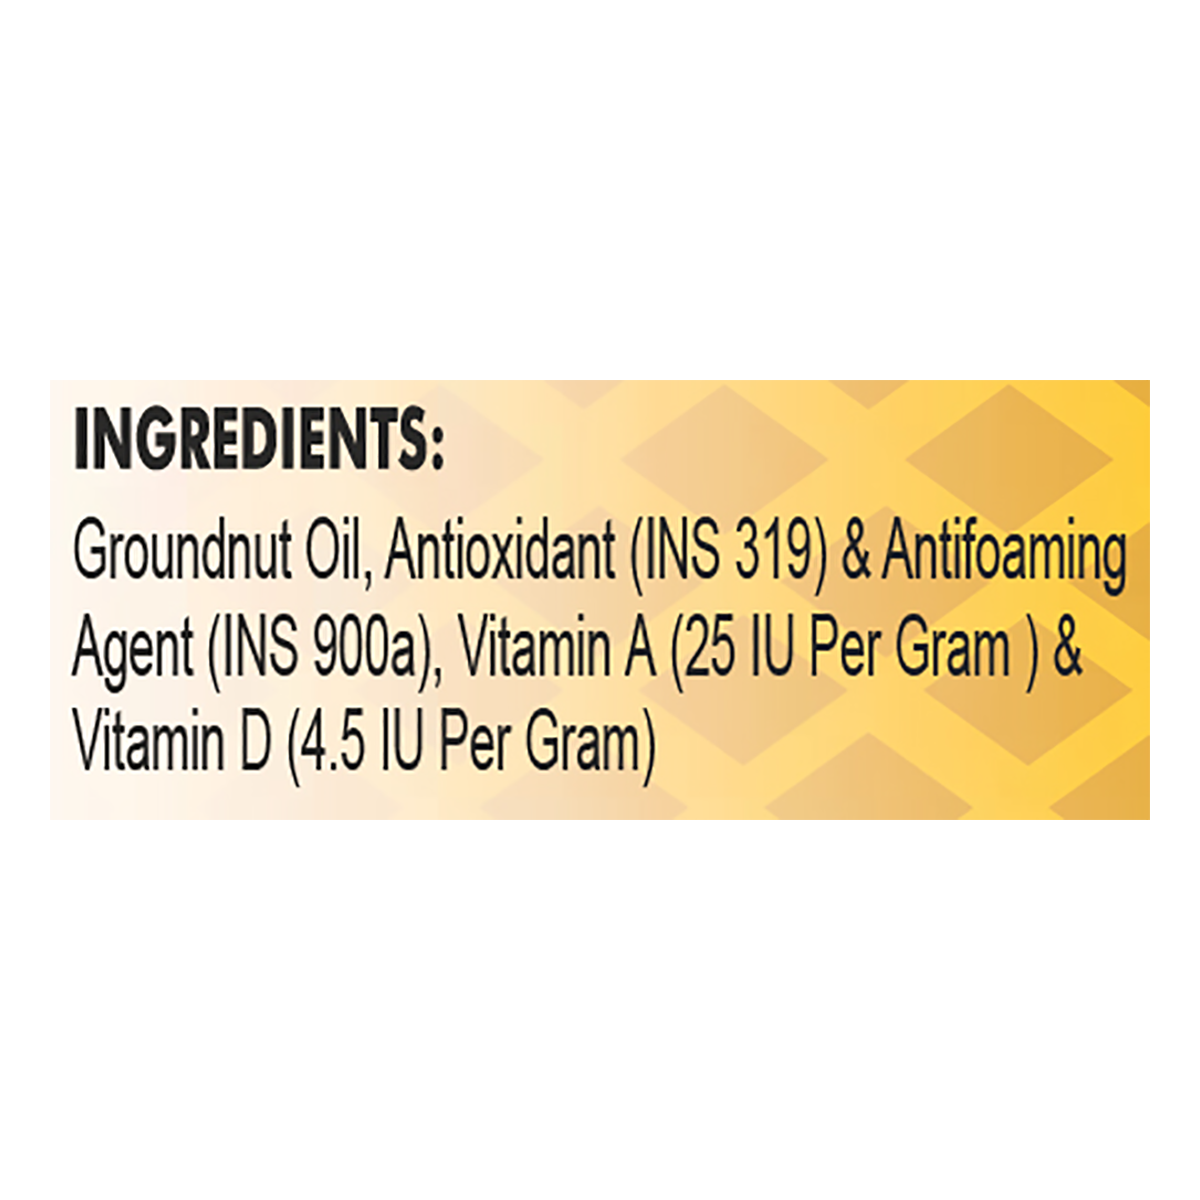 INGREDIENTS:
Groundnut Oil, Antioxidant (INS 319) & Antifoaming
Agent (INS 900a), Vitamin A (25 IU Per Gram ) &
Vitamin D (4.5 IU Per Gram)